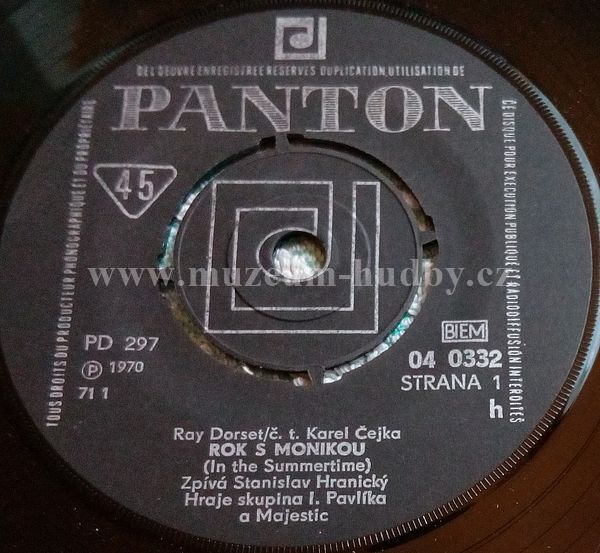 DEL'OEUVRE ENREGISTREE RESERVES DUPLICATION, UTILISATION DE
PANTON
TOUS DROITS DU PRODUCTEUR PHONOGRAPHIQUE ET DU PROPRIETAIRE
CE DISQUE POUR EXECUTION PUBLIQUE ET RADIODIFFUSION INTERDITES
45
www.muzeum-hudby.cz
PD 297
BIEM
℗ 1970
04 0332
71 1
STRANA 1
h
Ray Dorset/č. t. Karel Čejka
ROK S MONIKOU
(In the Summertime)
Zpívá Stanislav Hranický
Hraje skupina I. Pavlíka
a Majestic